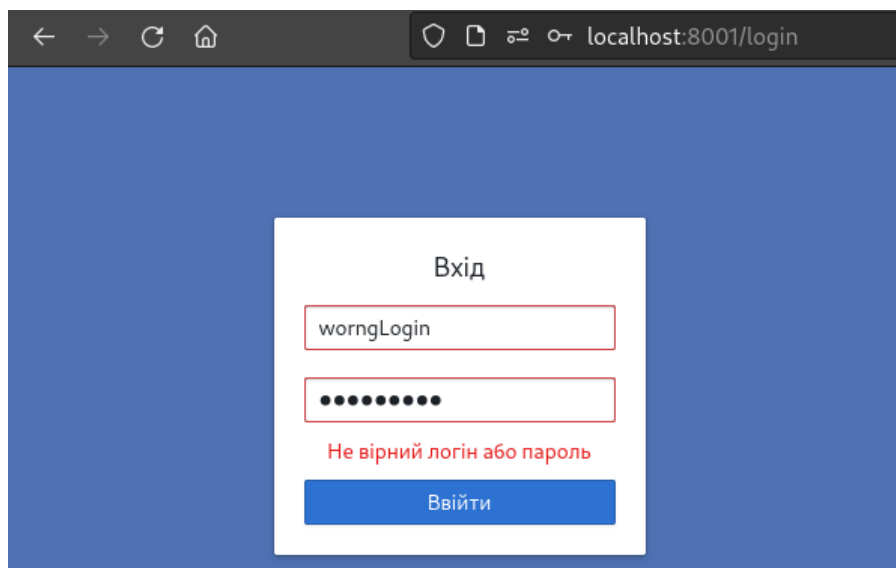 localhost:8001/login
Вхід
worngLogin
●●●●●●●●●
Не вірний логін або пароль
Ввійти